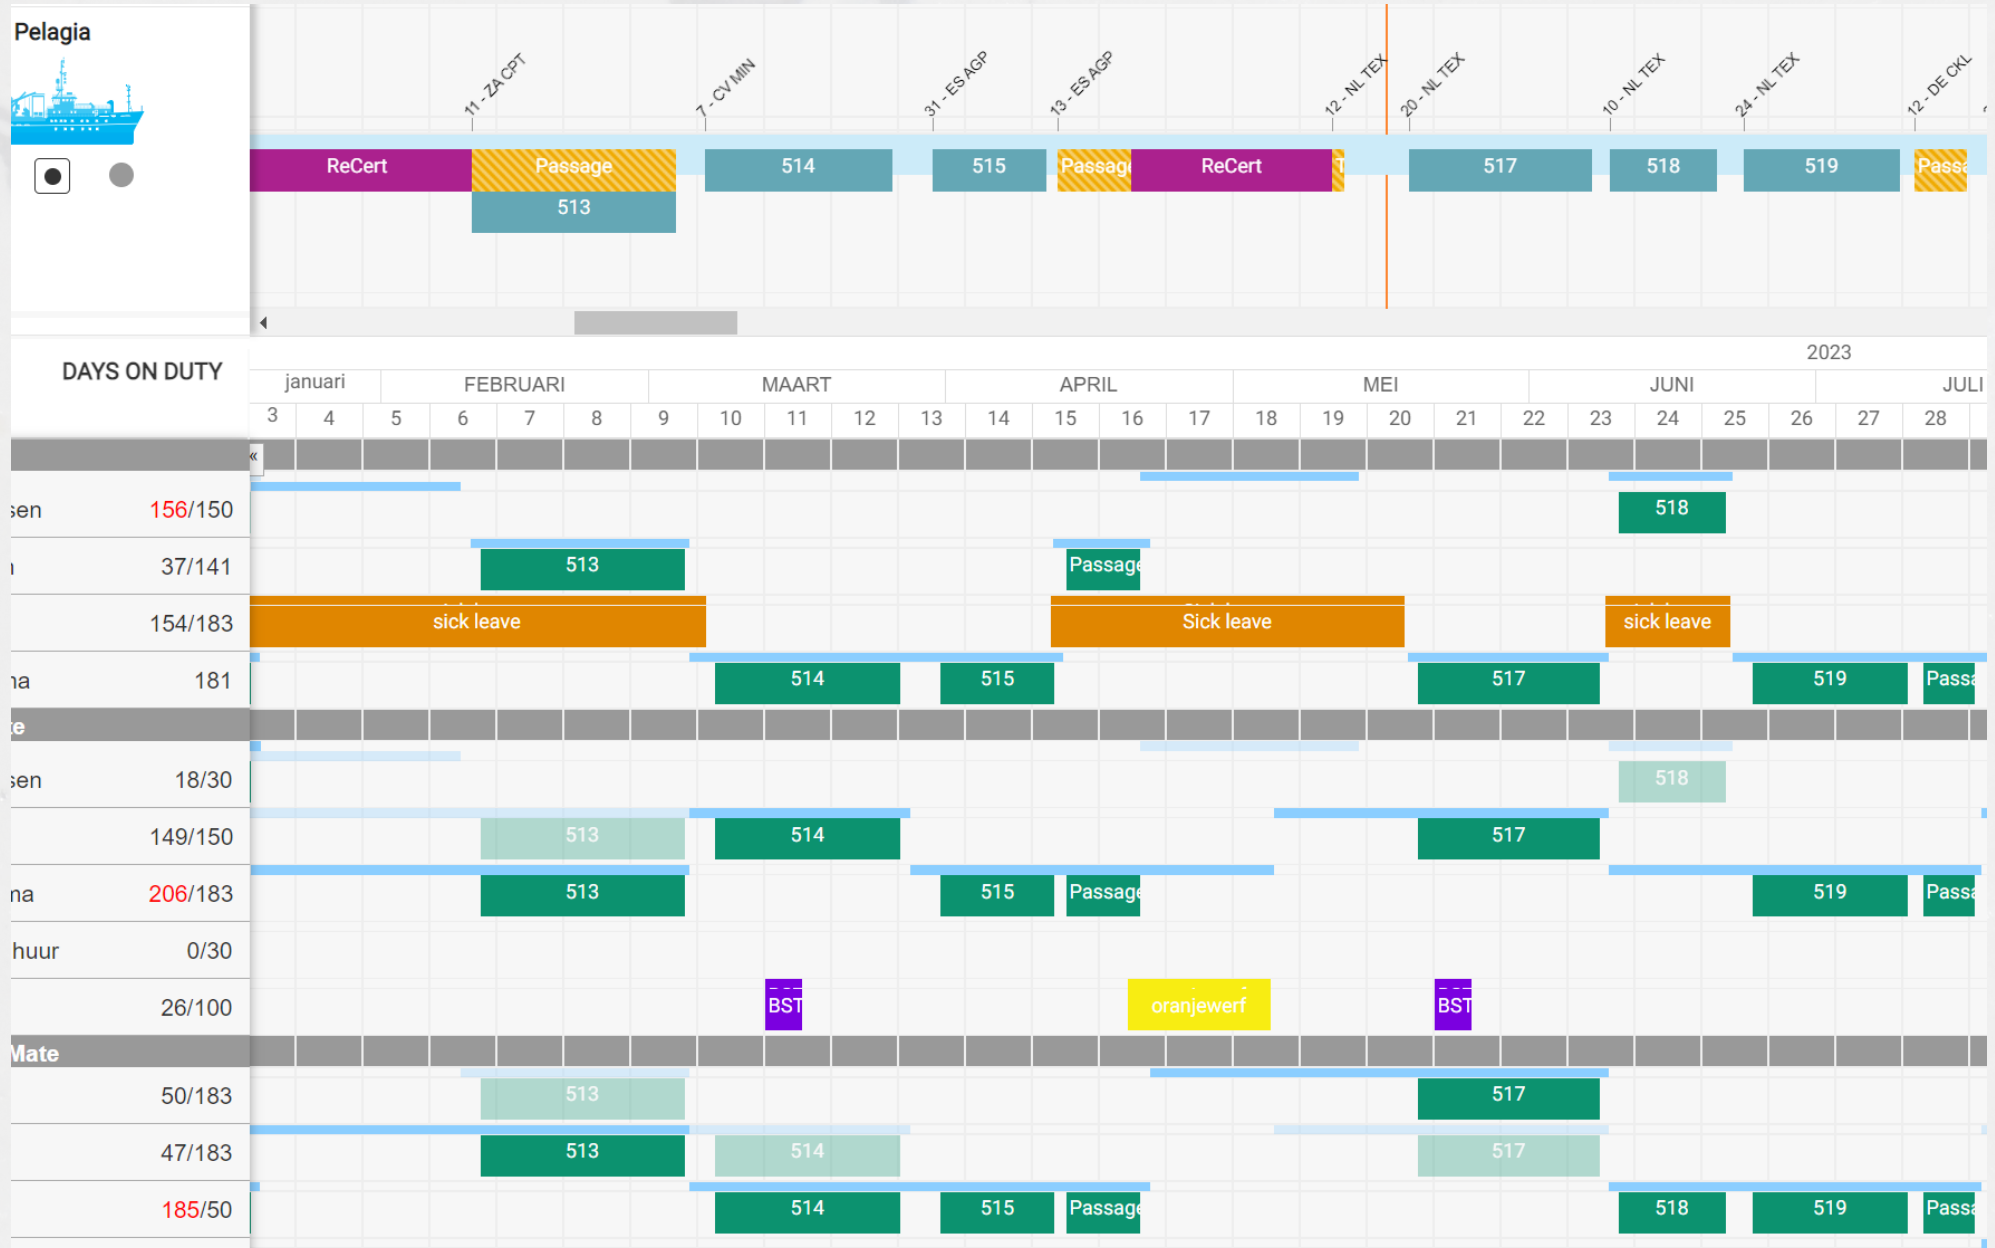 Pelagia
11 - ZA CPT
7 - CV MIN
31 - ES AGP
13 - ES AGP
12 - NL TEX
20 - NL TEX
10 - NL TEX
24 - NL TEX
12 - DE CKL
ReCert Passage 514 515 Passag ReCert T 517 518 519 Passa
513
DAYS ON DUTY
2023
januari FEBRUARI MAART APRIL MEI JUNI JULI
3 4 5 6 7 8 9 10 11 12 13 14 15 16 17 18 19 20 21 22 23 24 25 26 27 28
«
sen 156/150 518
37/141 513 Passage
154/183 sick leave Sick leave sick leave
na 181 514 515 517 519 Passa
te
sen 18/30 518
149/150 513 514 517
ma 206/183 513 515 Passage 519 Passa
huur 0/30
26/100 BST oranjewerf BST
Mate
50/183 513 517
47/183 513 514 517
185/50 514 515 Passage 518 519 Passa